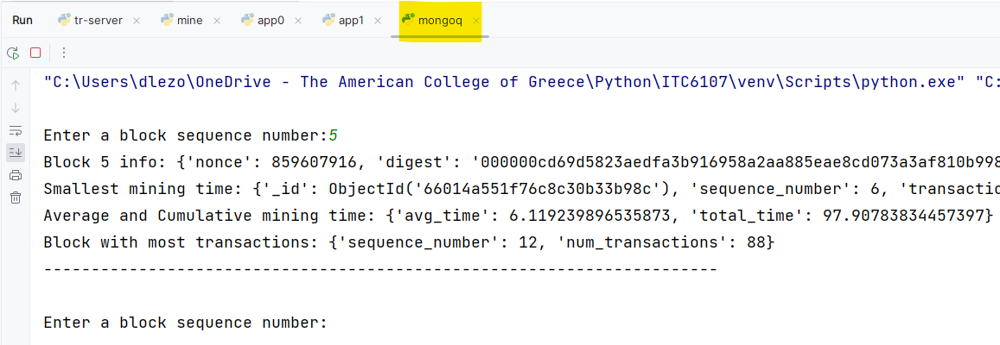 Run tr-server mine app0 app1 mongoq
"C:\Users\dlezo\OneDrive - The American College of Greece\Python\ITC6107\venv\Scripts\python.exe" "C:
Enter a block sequence number:5
Block 5 info: {'nonce': 859607916, 'digest': '000000cd69d5823aedfa3b916958a2aa885eae8cd073a3af810b998
Smallest mining time: {'_id': ObjectId('66014a551f76c8c30b33b98c'), 'sequence_number': 6, 'transactio
Average and Cumulative mining time: {'avg_time': 6.119239896535873, 'total_time': 97.90783834457397}
Block with most transactions: {'sequence_number': 12, 'num_transactions': 88}
-----------------------------------------------------------------------
Enter a block sequence number: